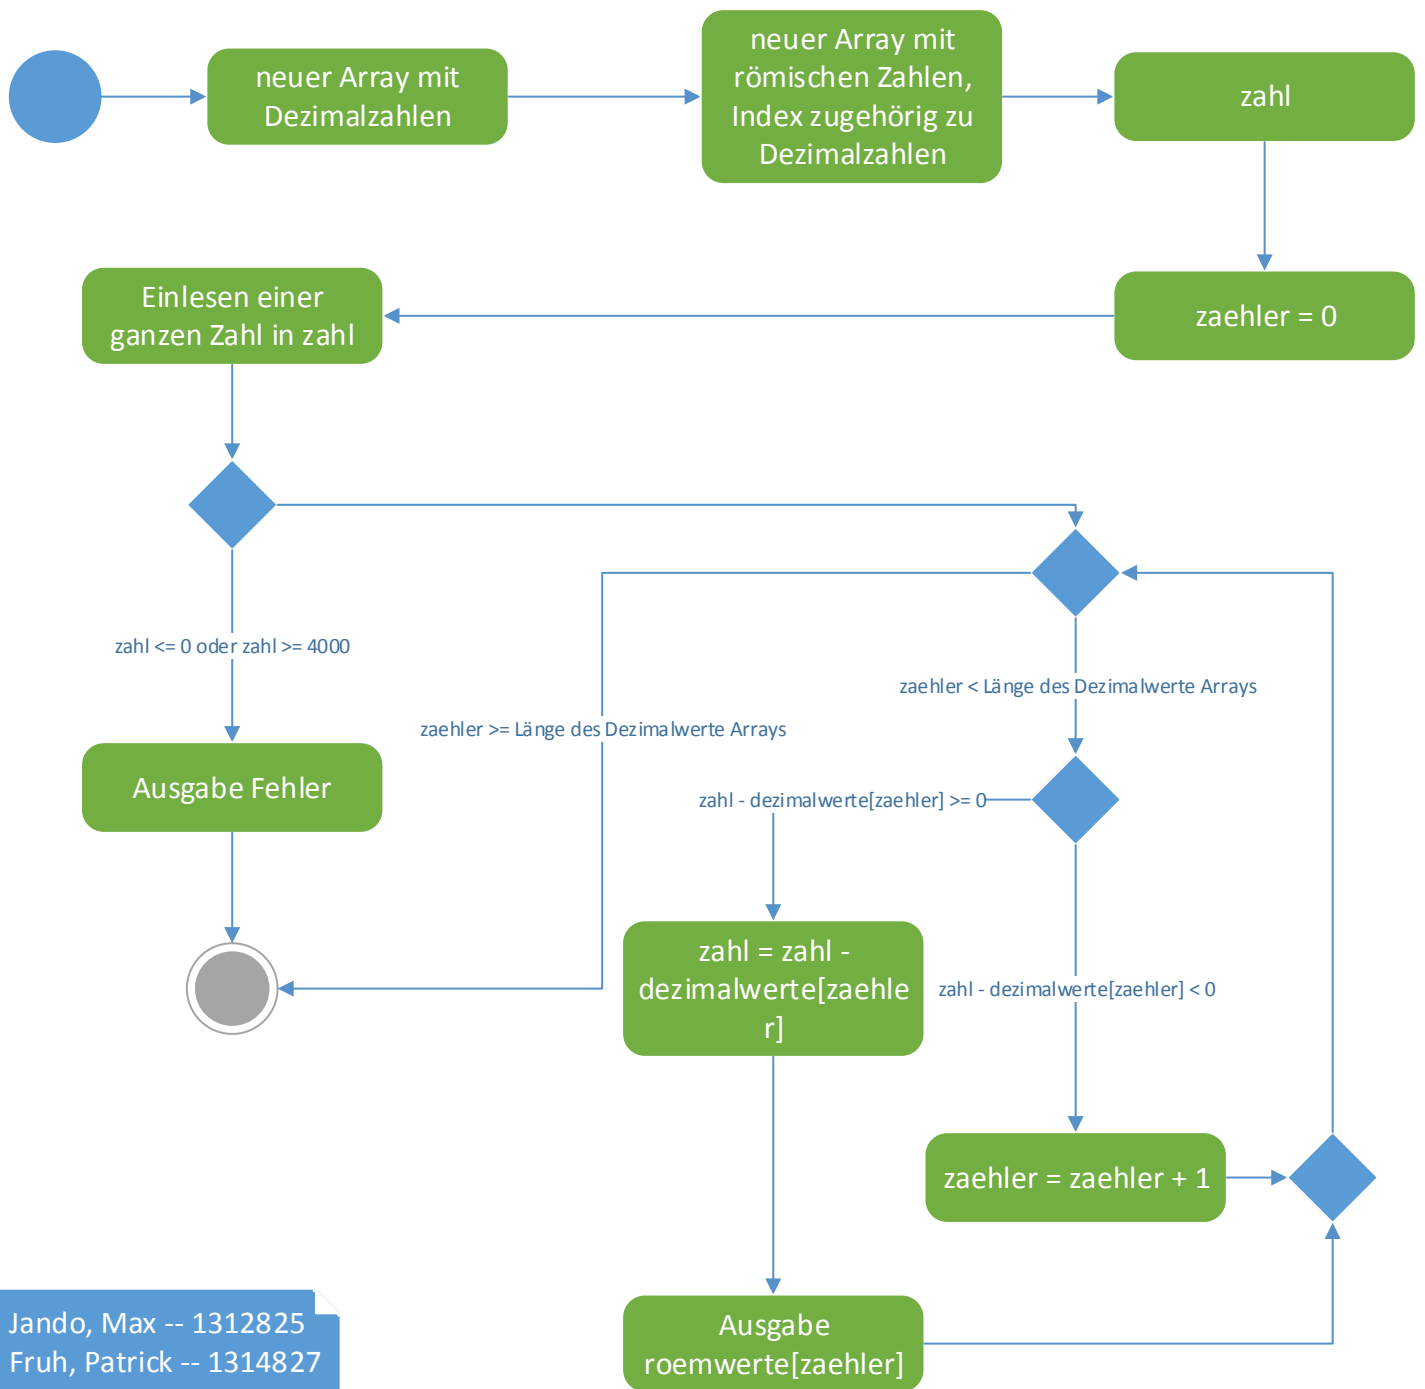 neuer Array mit
Dezimalzahlen
neuer Array mit
römischen Zahlen,
Index zugehörig zu
Dezimalzahlen
zahl
Einlesen einer
ganzen Zahl in zahl
zaehler = 0
zahl <= 0 oder zahl >= 4000
zaehler < Länge des Dezimalwerte Arrays
zaehler >= Länge des Dezimalwerte Arrays
Ausgabe Fehler
zahl - dezimalwerte[zaehler] >= 0
zahl = zahl -
dezimalwerte[zaehle
r]
zahl - dezimalwerte[zaehler] < 0
zaehler = zaehler + 1
Ausgabe
roemwerte[zaehler]
Jando, Max -- 1312825
Fruh, Patrick -- 1314827